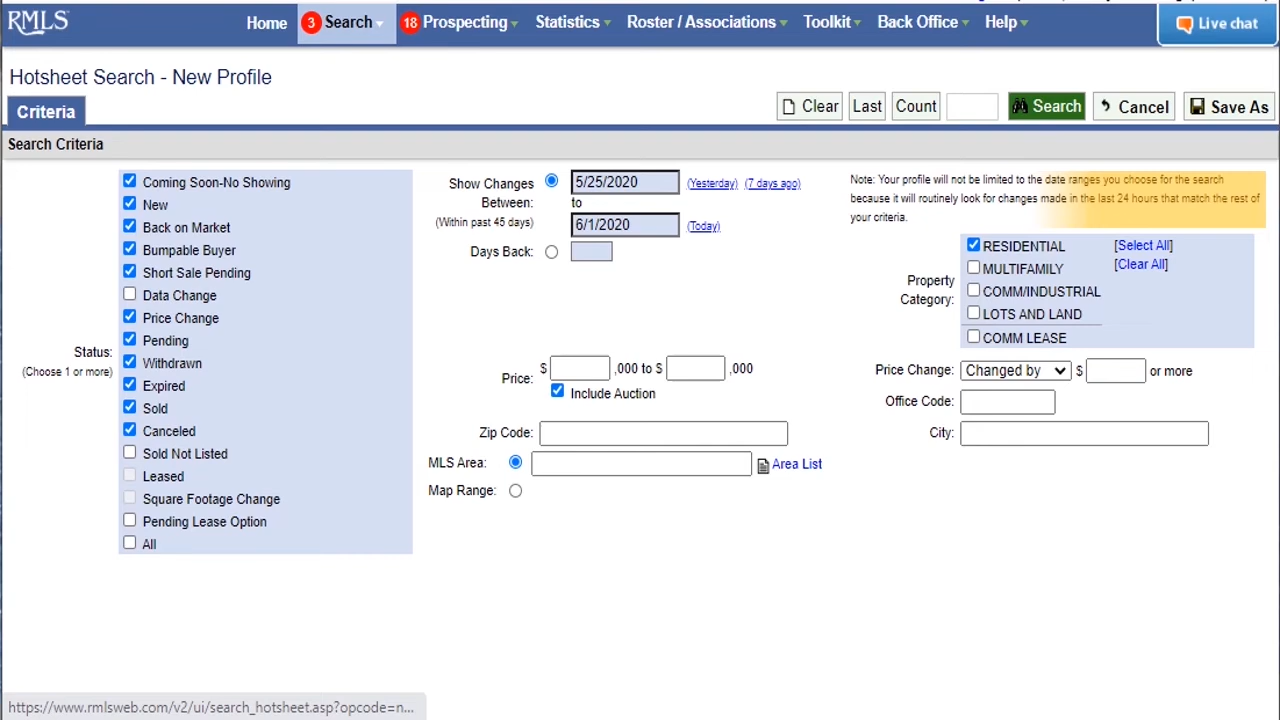 RMLS
Home
3 Search
18 Prospecting
Statistics
Roster / Associations
Toolkit
Back Office
Help
Live chat
Hotsheet Search - New Profile
Criteria
Clear
Last
Count
Search
Cancel
Save As
Search Criteria
Status:
(Choose 1 or more)
Coming Soon-No Showing
New
Back on Market
Bumpable Buyer
Short Sale Pending
Data Change
Price Change
Pending
Withdrawn
Expired
Sold
Canceled
Sold Not Listed
Leased
Square Footage Change
Pending Lease Option
All
Show Changes 5/25/2020 (Yesterday) (7 days ago)
Between: to
(Within past 45 days) 6/1/2020 (Today)
Days Back:
Price: $ ,000 to $ ,000
Include Auction
Zip Code:
MLS Area: Area List
Map Range:
Note: Your profile will not be limited to the date ranges you choose for the search
because it will routinely look for changes made in the last 24 hours that match the rest of
your criteria.
Property
Category:
RESIDENTIAL [Select All]
MULTIFAMILY [Clear All]
COMM/INDUSTRIAL
LOTS AND LAND
COMM LEASE
Price Change: Changed by $ or more
Office Code:
City:
https://www.rmlsweb.com/v2/ui/search_hotsheet.asp?opcode=n...